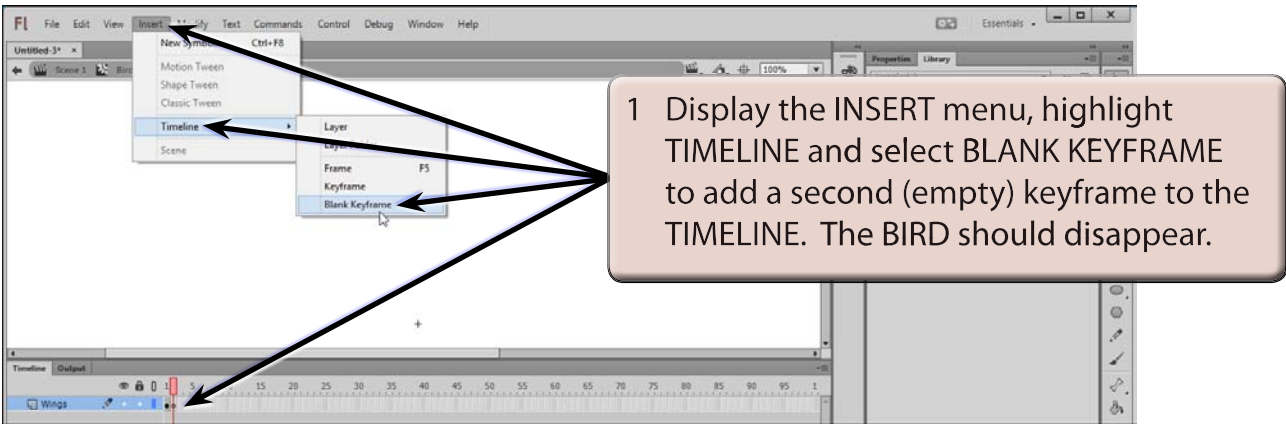 Fl File Edit View Insert Modify Text Commands Control Debug Window Help Essentials
Untitled-3* × New Symbol Ctrl+F8
Properties Library
Scene 1 100%
Motion Tween
Shape Tween
Classic Tween
Timeline
Scene
Layer
Frame F5
Keyframe
Blank Keyframe
1 Display the INSERT menu, highlight
TIMELINE and select BLANK KEYFRAME
to add a second (empty) keyframe to the
TIMELINE. The BIRD should disappear.
Timeline Output
1 5 15 20 25 30 35 40 45 50 55 60 65 70 75 80 85 90 95 1
Wings